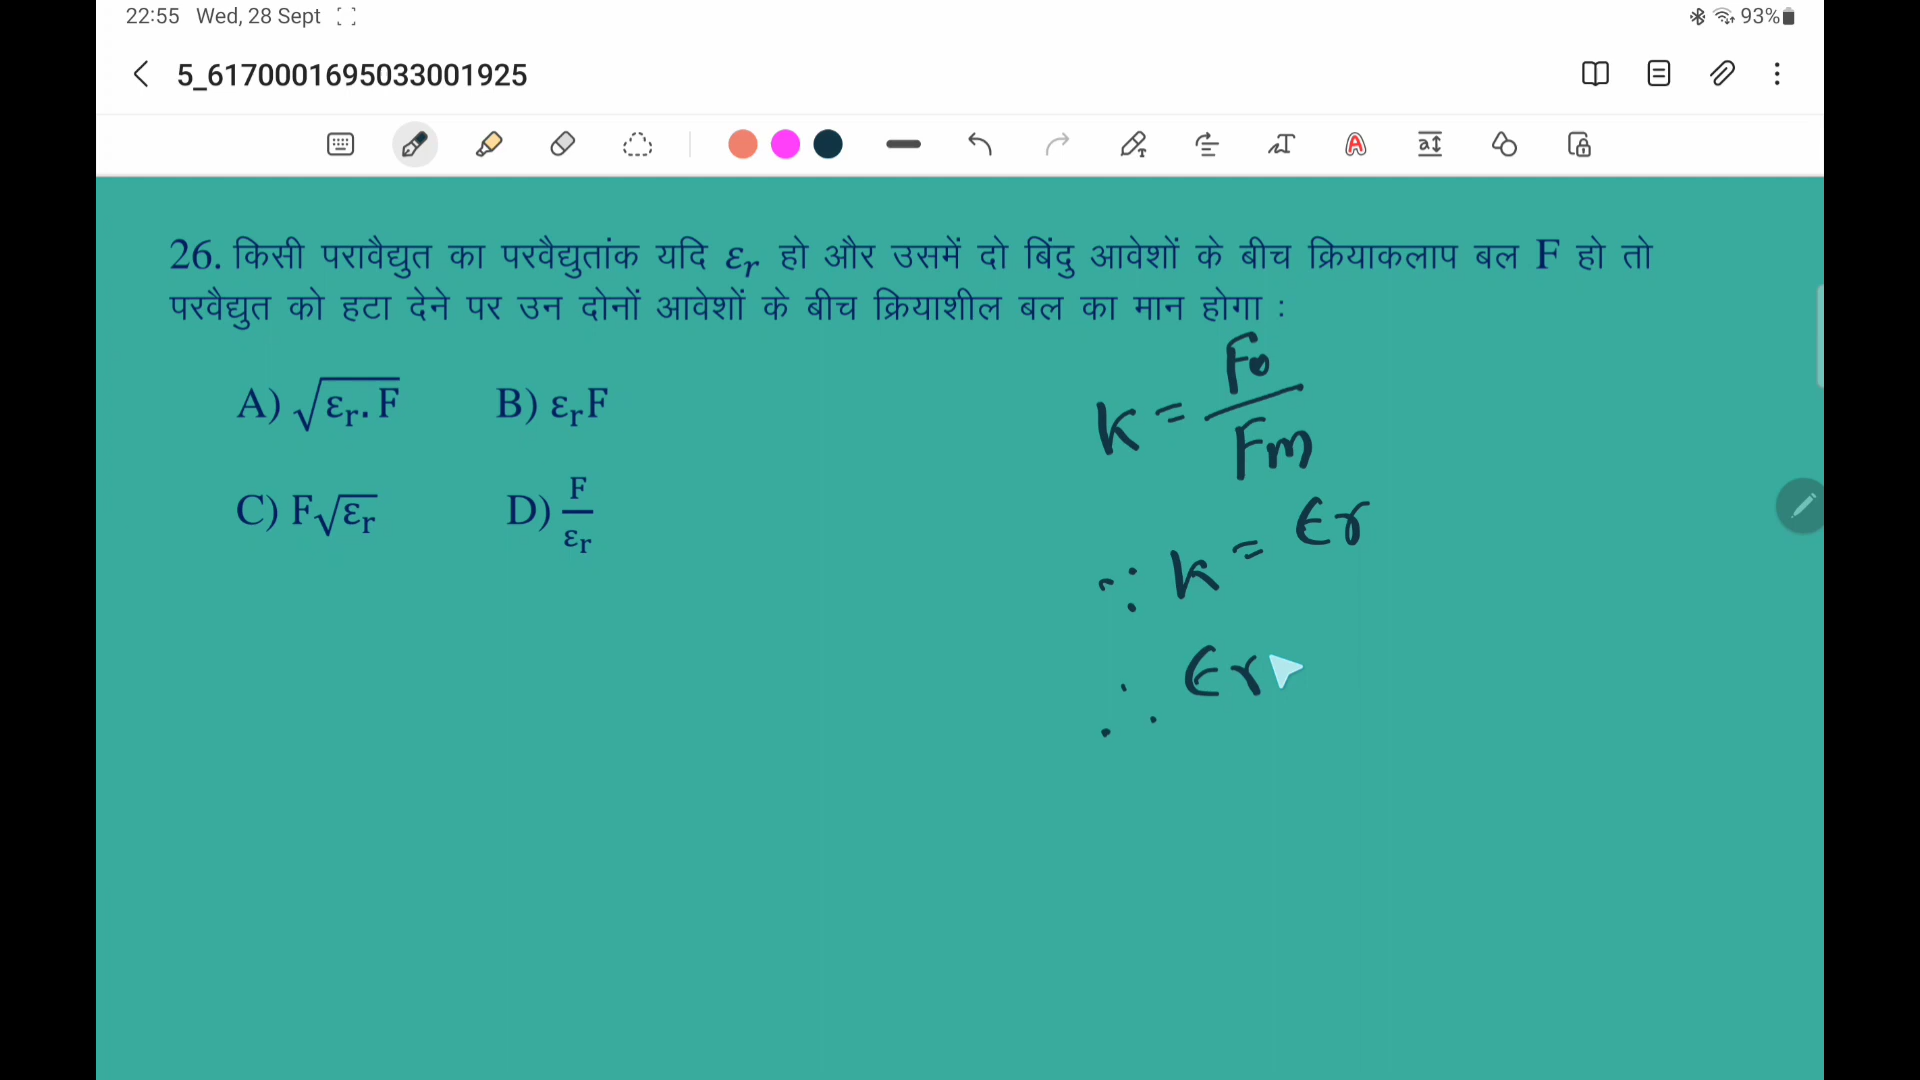 22:55 Wed, 28 Sept 93%
5_6170001695033001925
26. किसी परावैद्युत का परवैद्युतांक यदि εr हो और उसमें दो बिंदु आवेशों के बीच क्रियाकलाप बल F हो तो
परवैद्युत को हटा देने पर उन दोनों आवेशों के बीच क्रियाशील बल का मान होगा :
A) √εr.F B) εrF
C) F√εr D) F/εr
K = Fo/Fm
∵ K = ϵr
∴ ϵr